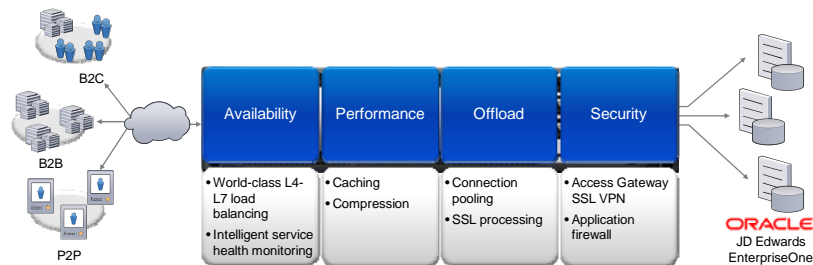 B2C
B2B
P2P
Availability
Performance
Offload
Security
• World-class L4-
L7 load
balancing
• Intelligent service
health monitoring
• Caching
• Compression
• Connection
pooling
• SSL processing
• Access Gateway
SSL VPN
• Application
firewall
ORACLE
JD Edwards
EnterpriseOne